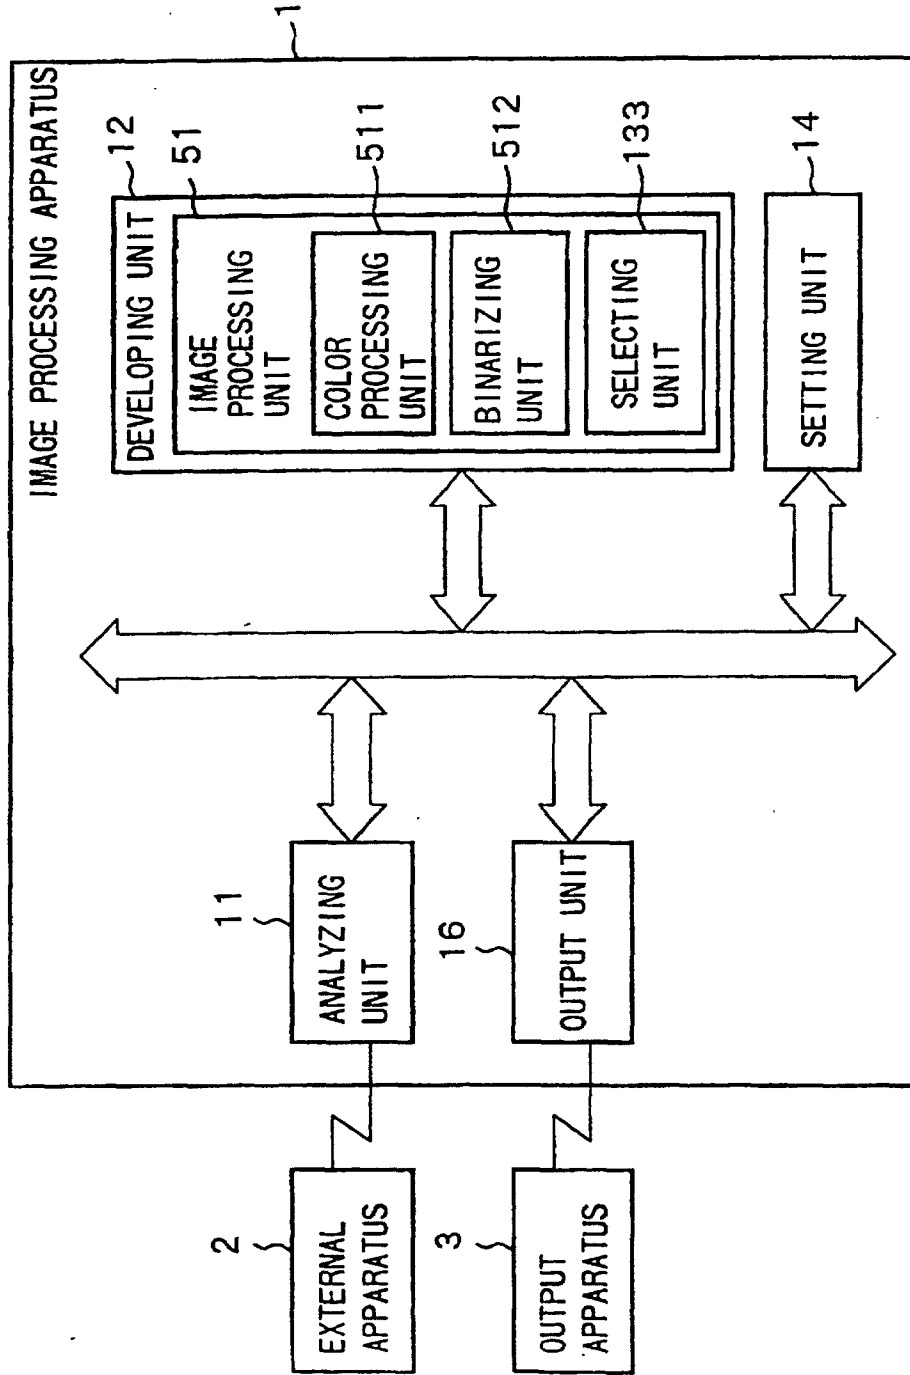 IMAGE PROCESSING APPARATUS
1
2
EXTERNAL
APPARATUS
11
ANALYZING
UNIT
DEVELOPING UNIT
12
IMAGE
PROCESSING
UNIT
51
COLOR
PROCESSING
UNIT
511
BINARIZING
UNIT
512
SELECTING
UNIT
133
3
OUTPUT
APPARATUS
16
OUTPUT UNIT
SETTING UNIT
14